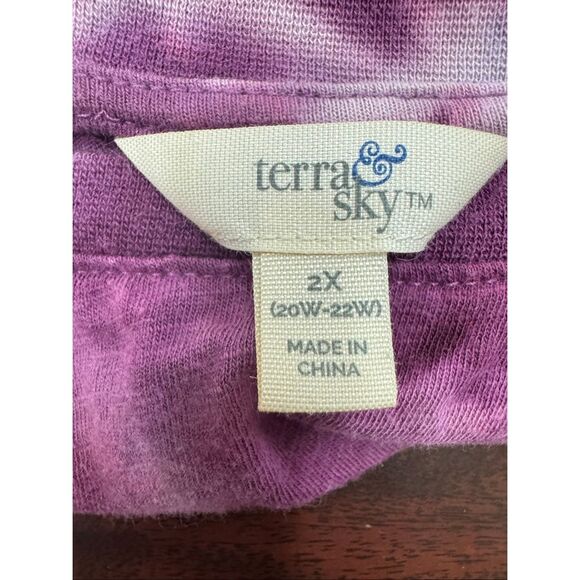 terra &
sky™
2X
(20W-22W)
MADE IN
CHINA